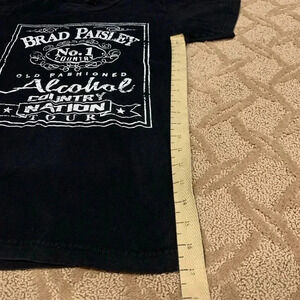 BRAD PAISLEY
No. 1
COUNTRY
OLD FASHIONED
Alcohol
COUNTRY
NATION
TOUR